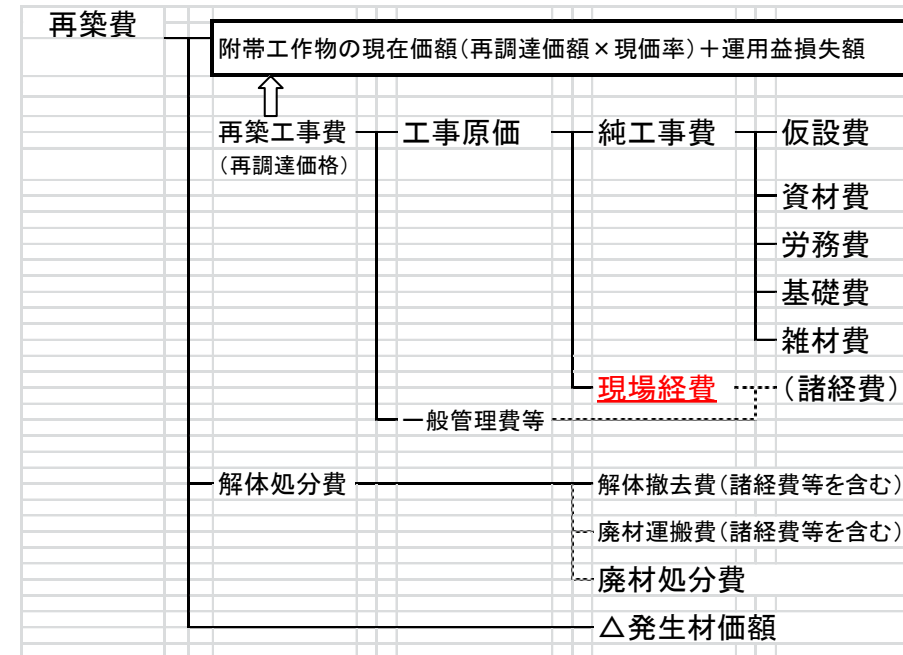 再築費
附帯工作物の現在価額(再調達価額×現価率)+運用益損失額
再築工事費
工事原価
純工事費
仮設費
(再調達価格)
資材費
労務費
基礎費
雑材費
現場経費
(諸経費)
一般管理費等
解体処分費
解体撤去費(諸経費等を含む)
廃材運搬費(諸経費等を含む)
廃材処分費
△発生材価額